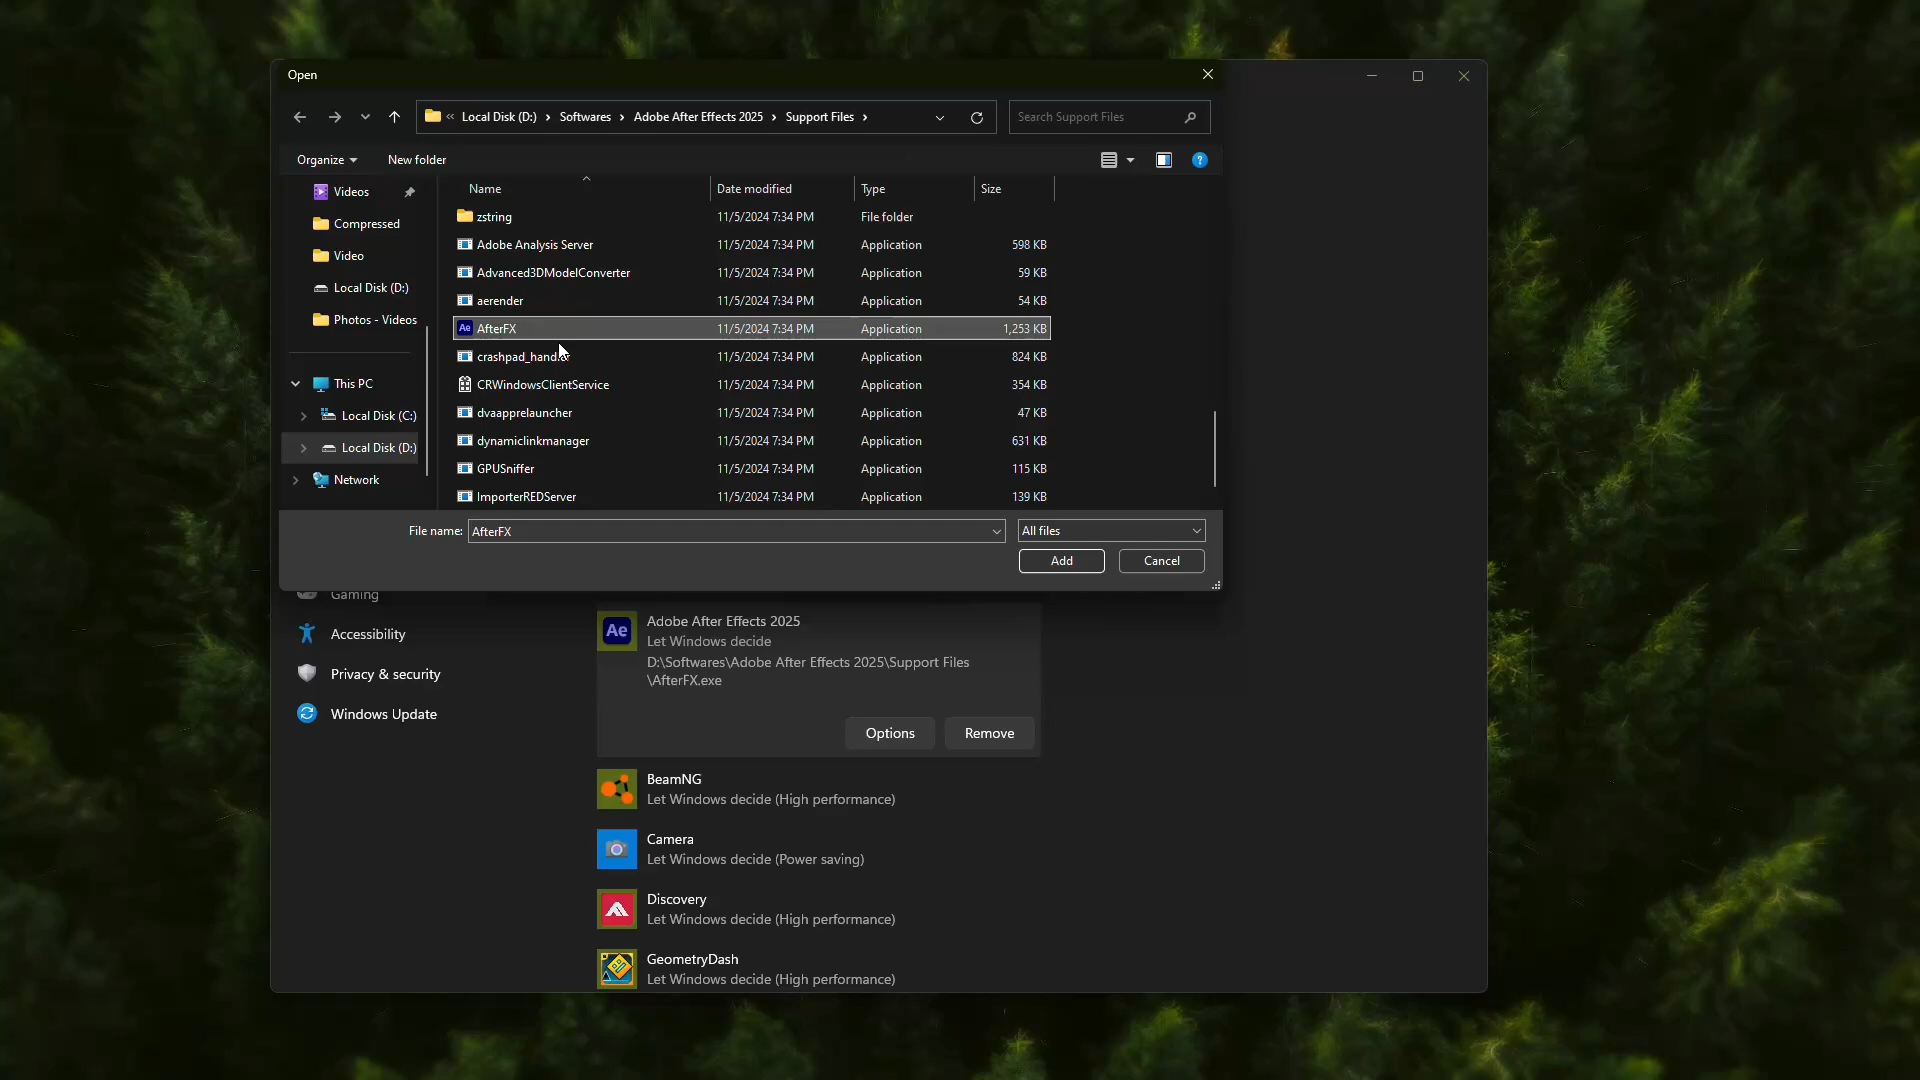 Open
Local Disk (D:) › Softwares › Adobe After Effects 2025 › Support Files ›
Search Support Files
Organize
New folder
Name
Date modified
Type
Size
Videos
Compressed
Video
Local Disk (D:)
Photos - Videos
This PC
Local Disk (C:)
Local Disk (D:)
Network
zstring 11/5/2024 7:34 PM File folder
Adobe Analysis Server 11/5/2024 7:34 PM Application 598 KB
Advanced3DModelConverter 11/5/2024 7:34 PM Application 59 KB
aerender 11/5/2024 7:34 PM Application 54 KB
Ae AfterFX 11/5/2024 7:34 PM Application 1,253 KB
crashpad_handler 11/5/2024 7:34 PM Application 824 KB
CRWindowsClientService 11/5/2024 7:34 PM Application 354 KB
dvaapprelauncher 11/5/2024 7:34 PM Application 47 KB
dynamiclinkmanager 11/5/2024 7:34 PM Application 631 KB
GPUSniffer 11/5/2024 7:34 PM Application 115 KB
ImporterREDServer 11/5/2024 7:34 PM Application 139 KB
File name: AfterFX
All files
Add
Cancel
Gaming
Accessibility
Privacy & security
Windows Update
Ae
Adobe After Effects 2025
Let Windows decide
D:\Softwares\Adobe After Effects 2025\Support Files
\AfterFX.exe
Options
Remove
BeamNG
Let Windows decide (High performance)
Camera
Let Windows decide (Power saving)
Discovery
Let Windows decide (High performance)
GeometryDash
Let Windows decide (High performance)